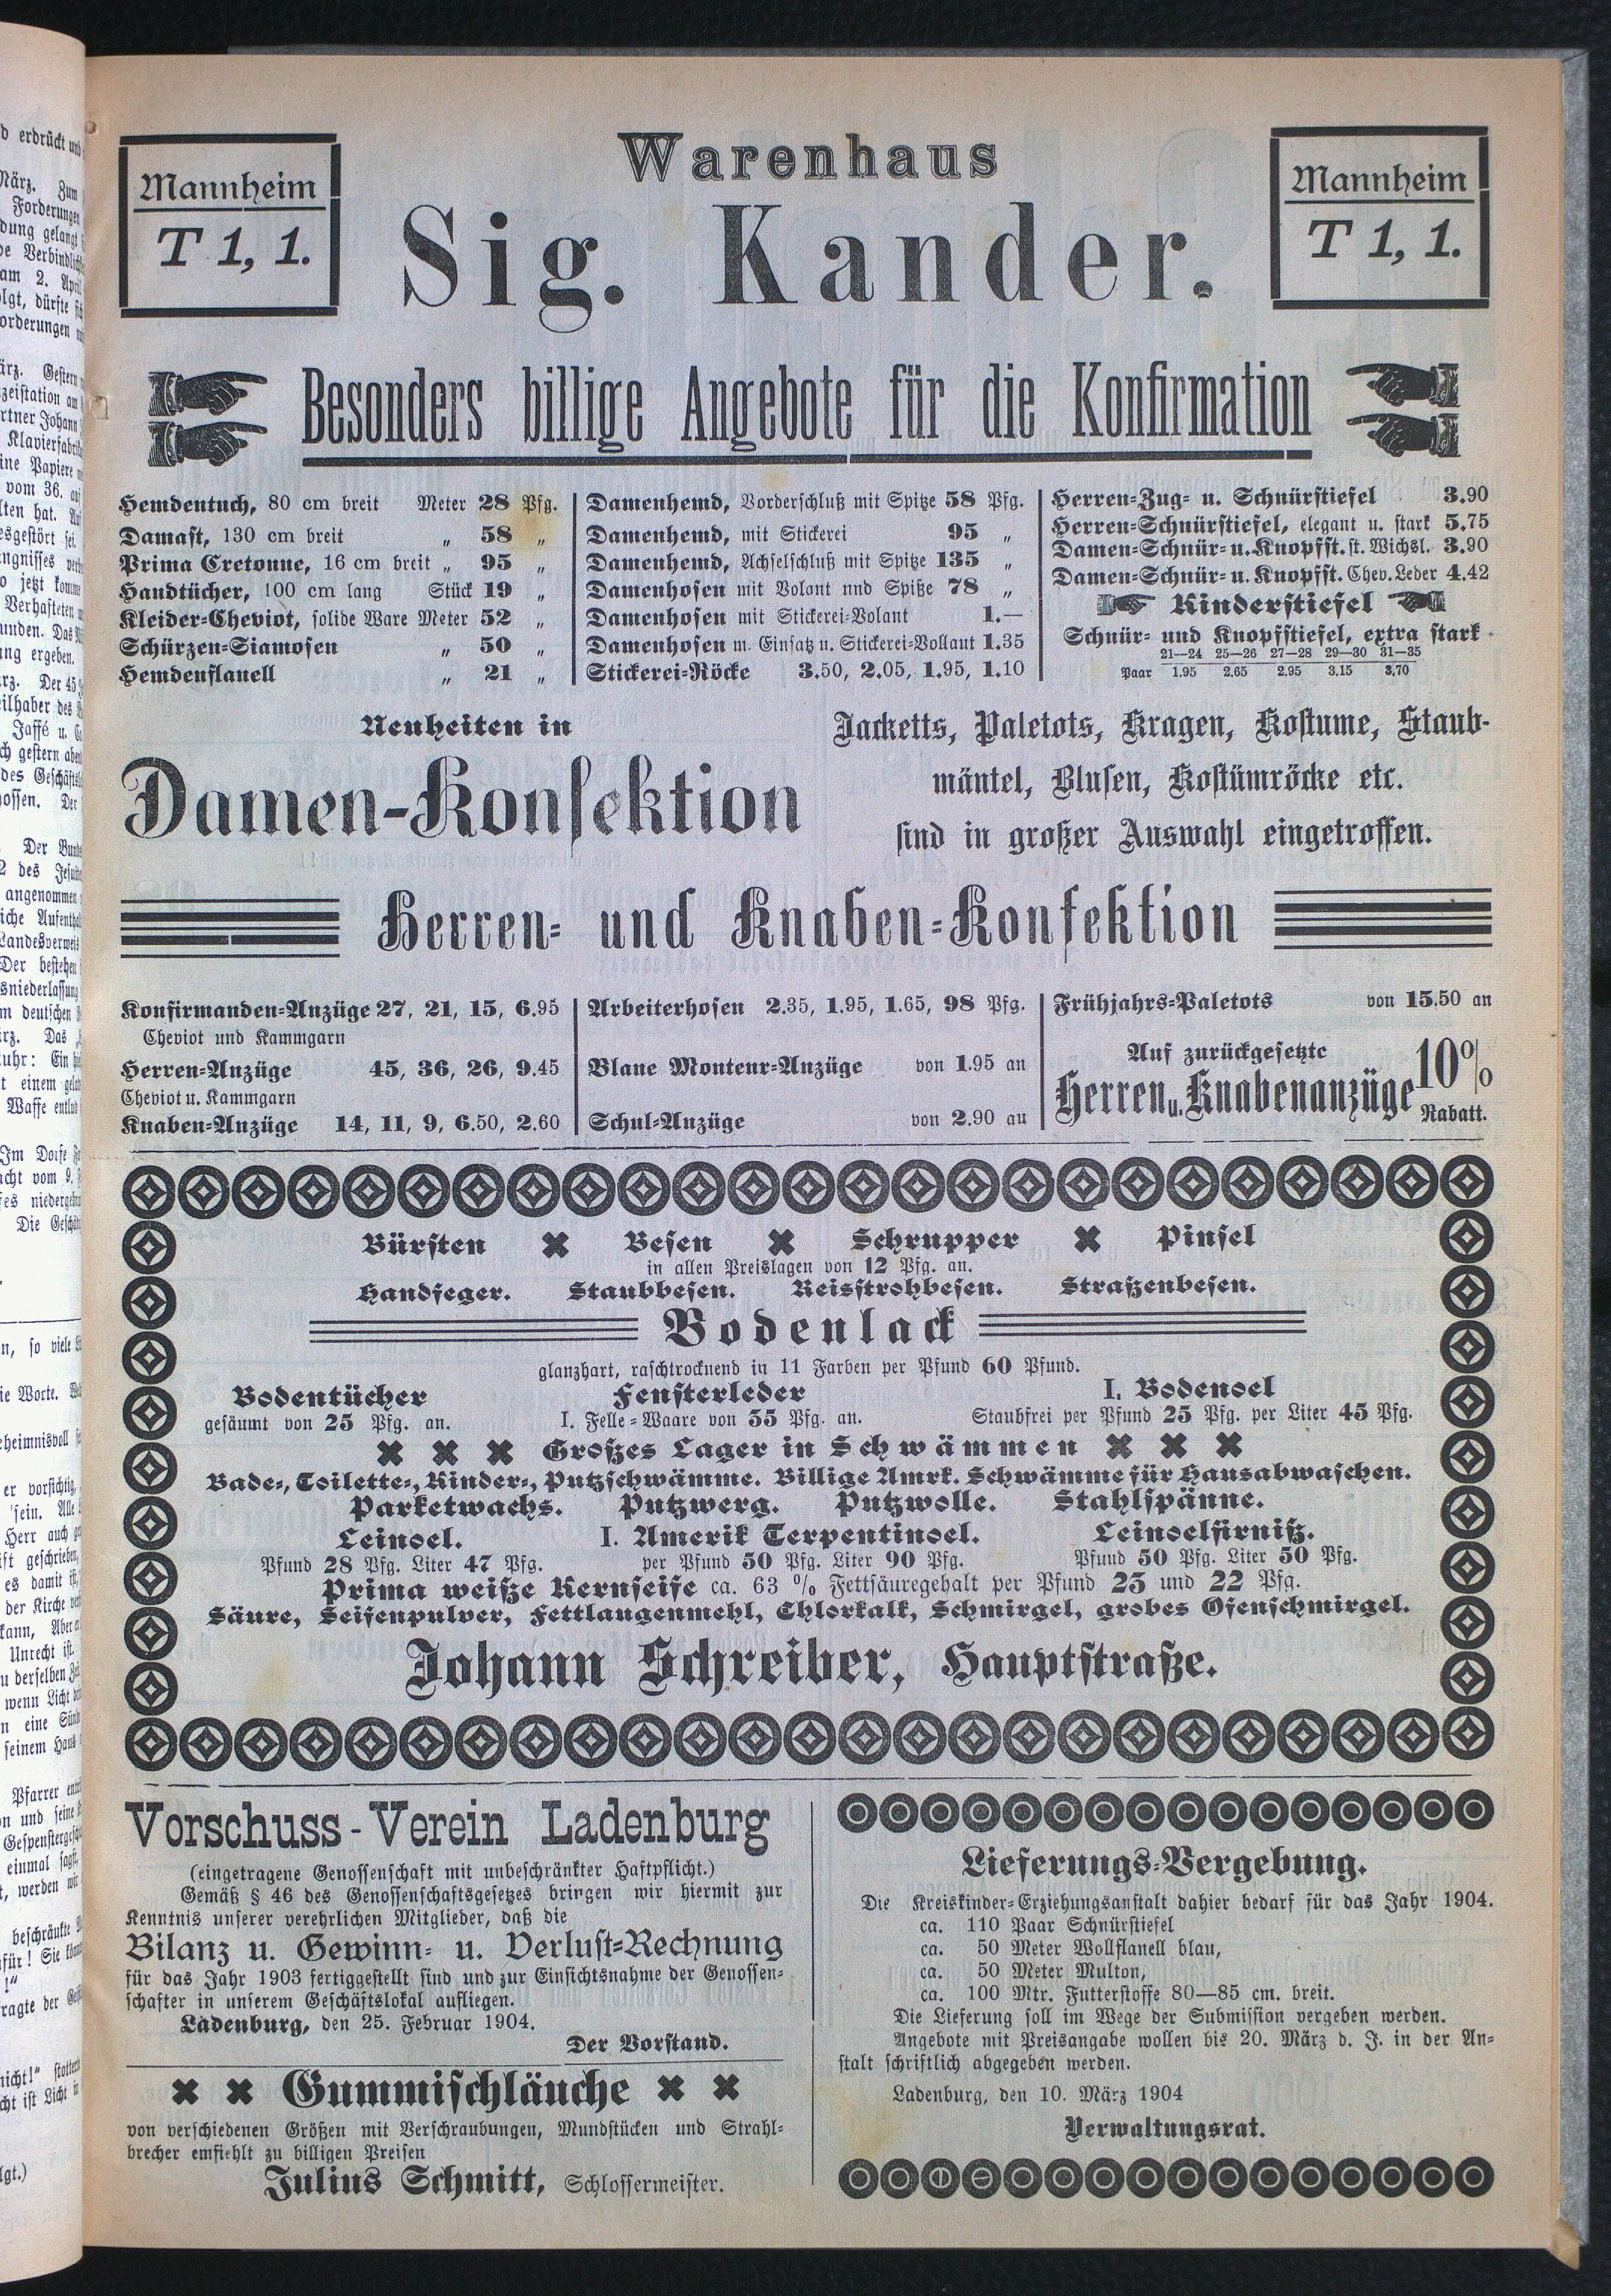 Mannheim
T 1, 1.
Warenhaus
Sig. Kander.
Mannheim
T 1, 1.
Besonders billige Angebote für die Konfirmation
Hemdentuch, 80 cm breit Meter 28 Pfg.
Damast, 130 cm breit „ 58 „
Prima Cretonne, 16 cm breit „ 95 „
Handtücher, 100 cm lang Stück 19 „
Kleider-Cheviot, solide Ware Meter 52 „
Schürzen-Siamosen „ 50 „
Hemdenflanell „ 21 „
Damenhemd, Vorderschluß mit Spitze 58 Pfg.
Damenhemd, mit Stickerei 95 „
Damenhemd, Achselschluß mit Spitze 135 „
Damenhosen mit Volant und Spitze 78 „
Damenhosen mit Stickerei-Volant 1.—
Damenhosen m. Einsatz u. Stickerei-Vollant 1.35
Stickerei-Röcke 3.50, 2.05, 1.95, 1.10
Herren-Zug- u. Schnürstiefel 3.90
Herren-Schnürstiefel, elegant u. stark 5.75
Damen-Schnür- u. Knopfst. st. Wichsl. 3.90
Damen-Schnür- u. Knopfst. Chev. Leder 4.42
Kinderstiefel
Schnür- und Knopfstiefel, extra stark
21—24 25—26 27—28 29—30 31—35
Paar 1.95 2.65 2.95 3.15 3.70
Neuheiten in
Damen-Konfektion
Jacketts, Paletots, Kragen, Kostume, Staub-
mäntel, Blusen, Kostümröcke etc.
sind in großer Auswahl eingetroffen.
Herren- und Knaben-Konfektion
Konfirmanden-Anzüge 27, 21, 15, 6.95
Cheviot und Kammgarn
Herren-Anzüge 45, 36, 26, 9.45
Cheviot u. Kammgarn
Knaben-Anzüge 14, 11, 9, 6.50, 2.60
Arbeiterhosen 2.35, 1.95, 1.65, 98 Pfg.
Blaue Monteur-Anzüge von 1.95 an
Schul-Anzüge von 2.90 an
Frühjahrs-Paletots von 15.50 an
Auf zurückgesetzte
Herren u. Knabenanzüge 10% Rabatt.
Bürsten ✖ Besen ✖ Schrupper ✖ Pinsel
in allen Preislagen von 12 Pfg. an.
Handfeger. Staubbesen. Reisstrohbesen. Straßenbesen.
Bodenlack
glanzhart, raschtrocknend in 11 Farben per Pfund 60 Pfund.
Bodentücher Fensterleder I. Bodenoel
gesäumt von 25 Pfg. an. I. Felle-Waare von 55 Pfg. an. Staubfrei per Pfund 25 Pfg. per Liter 45 Pfg.
✖ ✖ ✖ Großes Lager in Schwämmen ✖ ✖ ✖
Bade-, Toilette-, Kinder-, Putzschwämme. Billige Amrk. Schwämme für Hausabwaschen.
Parketwachs. Putzwerg. Putzwolle. Stahlspänne.
Leinoel. I. Amerik Terpentinoel. Leinoelfirniß.
Pfund 28 Pfg. Liter 47 Pfg. per Pfund 50 Pfg. Liter 90 Pfg. Pfund 50 Pfg. Liter 50 Pfg.
Prima weiße Kernseife ca. 63 % Fettsäuregehalt per Pfund 25 und 22 Pfg.
Säure, Seifenpulver, Fettlaugenmehl, Chlorkalk, Schmirgel, grobes Ofenschmirgel.
Johann Schreiber, Hauptstraße.
Vorschuss-Verein Ladenburg
(eingetragene Genossenschaft mit unbeschränkter Haftpflicht.)
Gemäß § 46 des Genossenschaftsgesetzes bringen wir hiermit zur
Kenntnis unserer verehrlichen Mitglieder, daß die
Bilanz u. Gewinn- u. Verlust-Rechnung
für das Jahr 1903 fertiggestellt sind und zur Einsichtsnahme der Genossen-
schafter in unserem Geschäftslokal aufliegen.
Ladenburg, den 25. Februar 1904.
Der Vorstand.
✖ ✖ Gummischläuche ✖ ✖
von verschiedenen Größen mit Verschraubungen, Mundstücken und Strahl-
brecher emfiehlt zu billigen Preisen
Julius Schmitt, Schlossermeister.
Lieferungs-Vergebung.
Die Kreiskinder-Erziehungsanstalt dahier bedarf für das Jahr 1904.
ca. 110 Paar Schnürstiefel
ca. 50 Meter Wollflanell blau,
ca. 50 Meter Multon,
ca. 100 Mtr. Futterstoffe 80—85 cm. breit.
Die Lieferung soll im Wege der Submission vergeben werden.
Angebote mit Preisangabe wollen bis 20. März d. J. in der An-
stalt schriftlich abgegeben werden.
Ladenburg, den 10. März 1904
Verwaltungsrat.